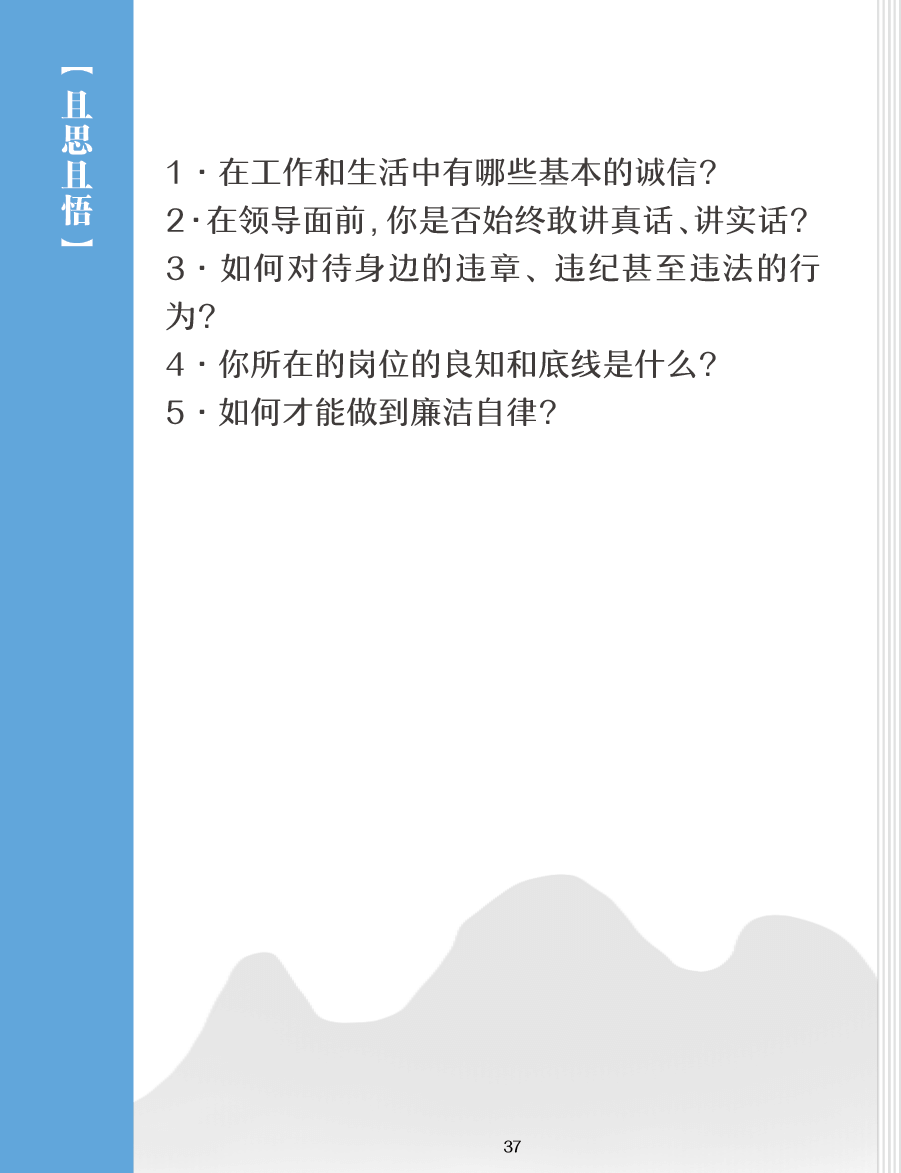 【且思且悟】
1·在工作和生活中有哪些基本的诚信？
2·在领导面前，你是否始终敢讲真话、讲实话？
3·如何对待身边的违章、违纪甚至违法的行
为？
4·你所在的岗位的良知和底线是什么？
5·如何才能做到廉洁自律？
37